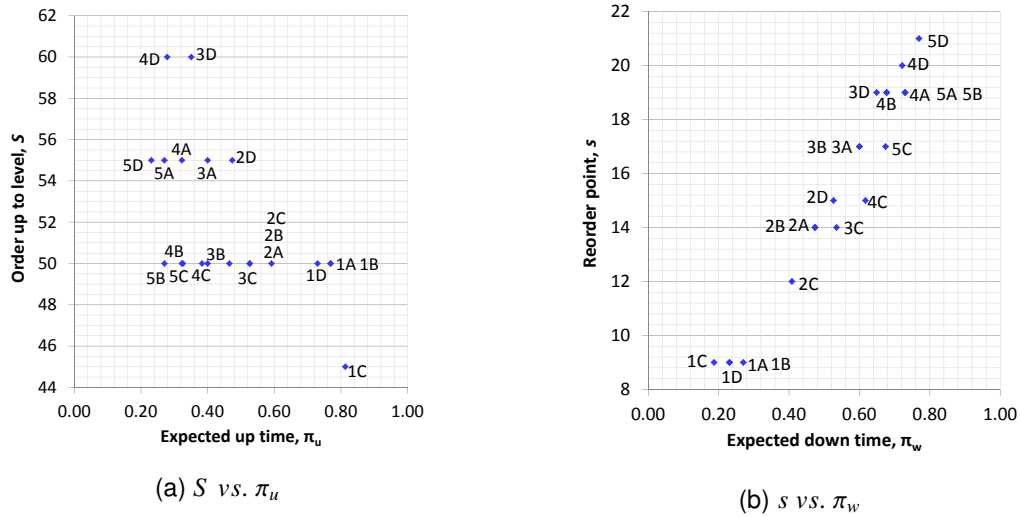 62
60
58
56
54
52
50
48
46
44
Order up to level, S
4D 3D
4A 2D
5D 5A 3A
2C
2B
4B 3B 2A
5B 5C 4C 3C 1D 1A 1B
1C
0.00 0.20 0.40 0.60 0.80 1.00
Expected up time, πu
(a) S vs. πu
22
20
18
16
14
12
10
8
Reorder point, s
5D
4D
3D 4B 4A 5A 5B
3B 3A 5C
2D 4C
2B 2A 3C
2C
1C 1D 1A 1B
0.00 0.20 0.40 0.60 0.80 1.00
Expected down time, πw
(b) s vs. πw